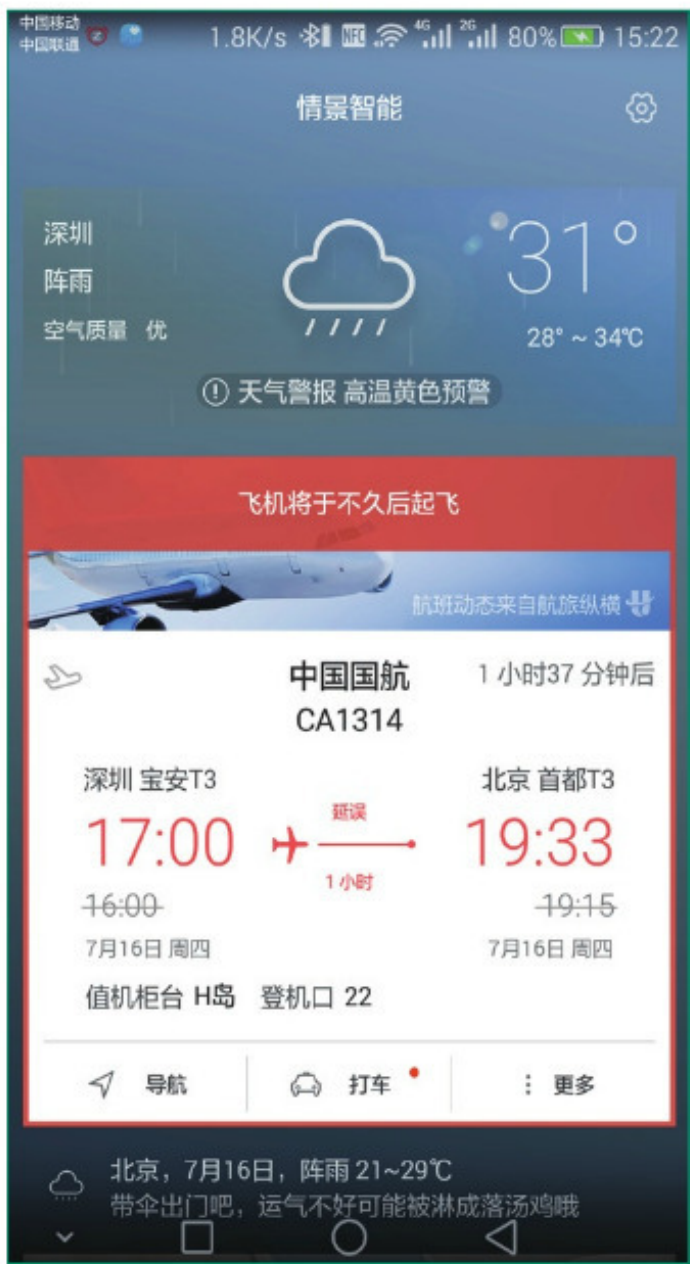 中国移动
中国联通
1.8K/s NFC 4G 2G 80% 15:22
情景智能
深圳
阵雨
空气质量 优
31°
28° ~ 34℃
天气警报 高温黄色预警
飞机将于不久后起飞
航班动态来自航旅纵横
中国国航
1 小时37 分钟后
CA1314
深圳 宝安T3
北京 首都T3
17:00
延误
1 小时
19:33
16:00
19:15
7月16日 周四
7月16日 周四
值机柜台 H岛 登机口 22
导航
打车
更多
北京，7月16日，阵雨 21~29℃
带伞出门吧，运气不好可能被淋成落汤鸡哦